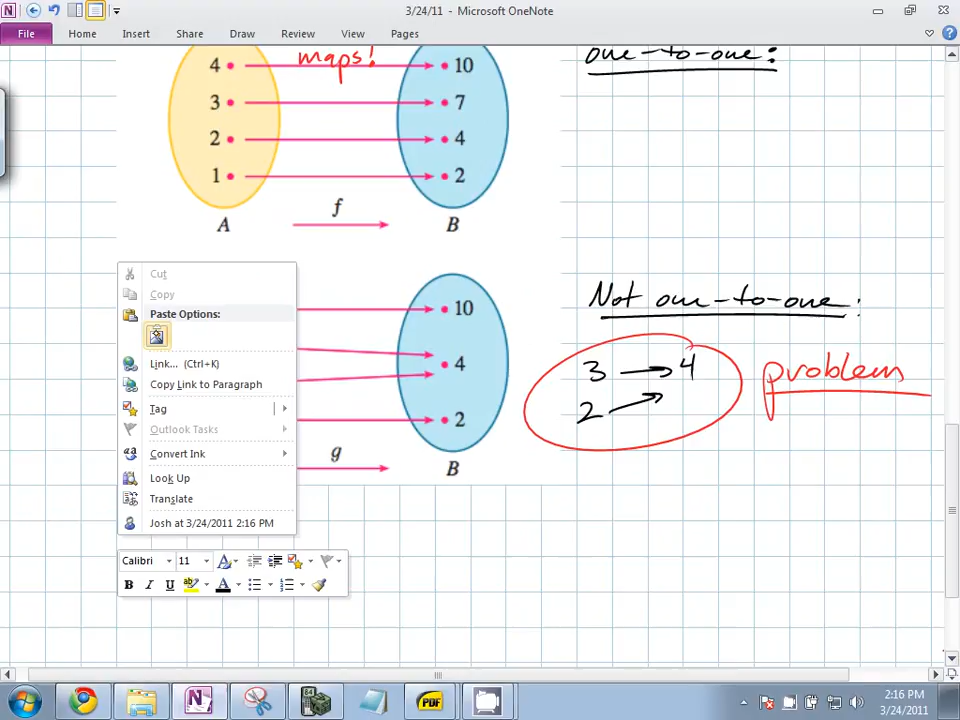 3/24/11 - Microsoft OneNote
File Home Insert Share Draw Review View Pages
maps!
one-to-one:
4 10
3 7
2 4
1 2
f
A B
Cut
Copy
Paste Options:
Link... (Ctrl+K)
Copy Link to Paragraph
Tag
Outlook Tasks
Convert Ink
Look Up
Translate
Josh at 3/24/2011 2:16 PM
Calibri 11
B I U A
10
4
2
g
B
Not one-to-one:
3 → 4
2
problem
84
PDF
2:16 PM
3/24/2011